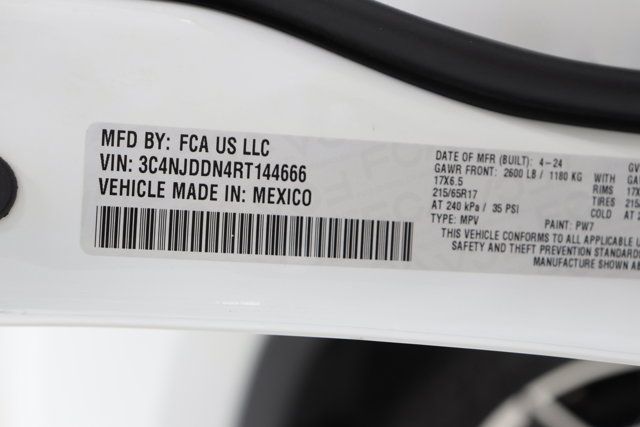 MFD BY: FCA US LLC
VIN: 3C4NJDDN4RT144666
VEHICLE MADE IN: MEXICO
DATE OF MFR (BUILT): 4-24
GAWR FRONT: 2600 LB / 1180 KG WITH
17X6.5 RIMS
215/65R17 TIRES
AT 240 kPa / 35 PSI COLD
TYPE: MPV PAINT: PW7
THIS VEHICLE CONFORMS TO ALL APPLICABLE
SAFETY AND THEFT PREVENTION STANDARD
MANUFACTURE SHOWN